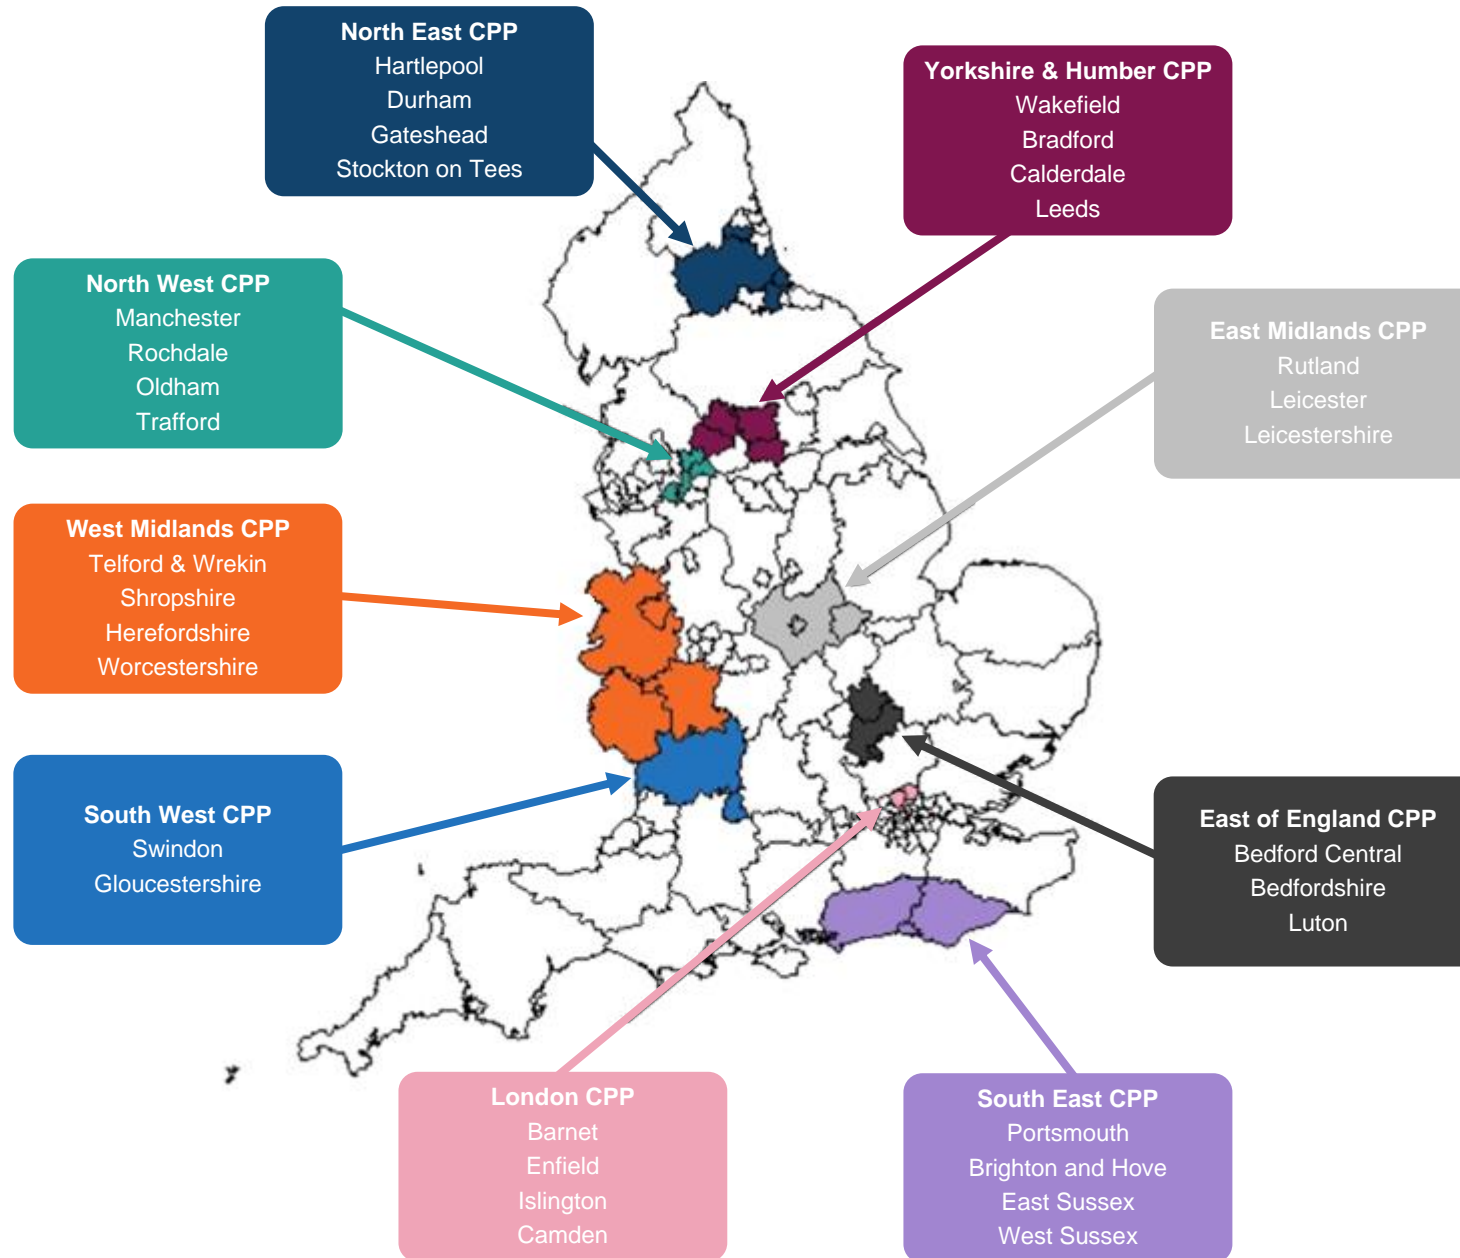 North East CPP
Hartlepool
Durham
Gateshead
Stockton on Tees
Yorkshire & Humber CPP
Wakefield
Bradford
Calderdale
Leeds
North West CPP
Manchester
Rochdale
Oldham
Trafford
East Midlands CPP
Rutland
Leicester
Leicestershire
West Midlands CPP
Telford & Wrekin
Shropshire
Herefordshire
Worcestershire
South West CPP
Swindon
Gloucestershire
East of England CPP
Bedford Central
Bedfordshire
Luton
London CPP
Barnet
Enfield
Islington
Camden
South East CPP
Portsmouth
Brighton and Hove
East Sussex
West Sussex